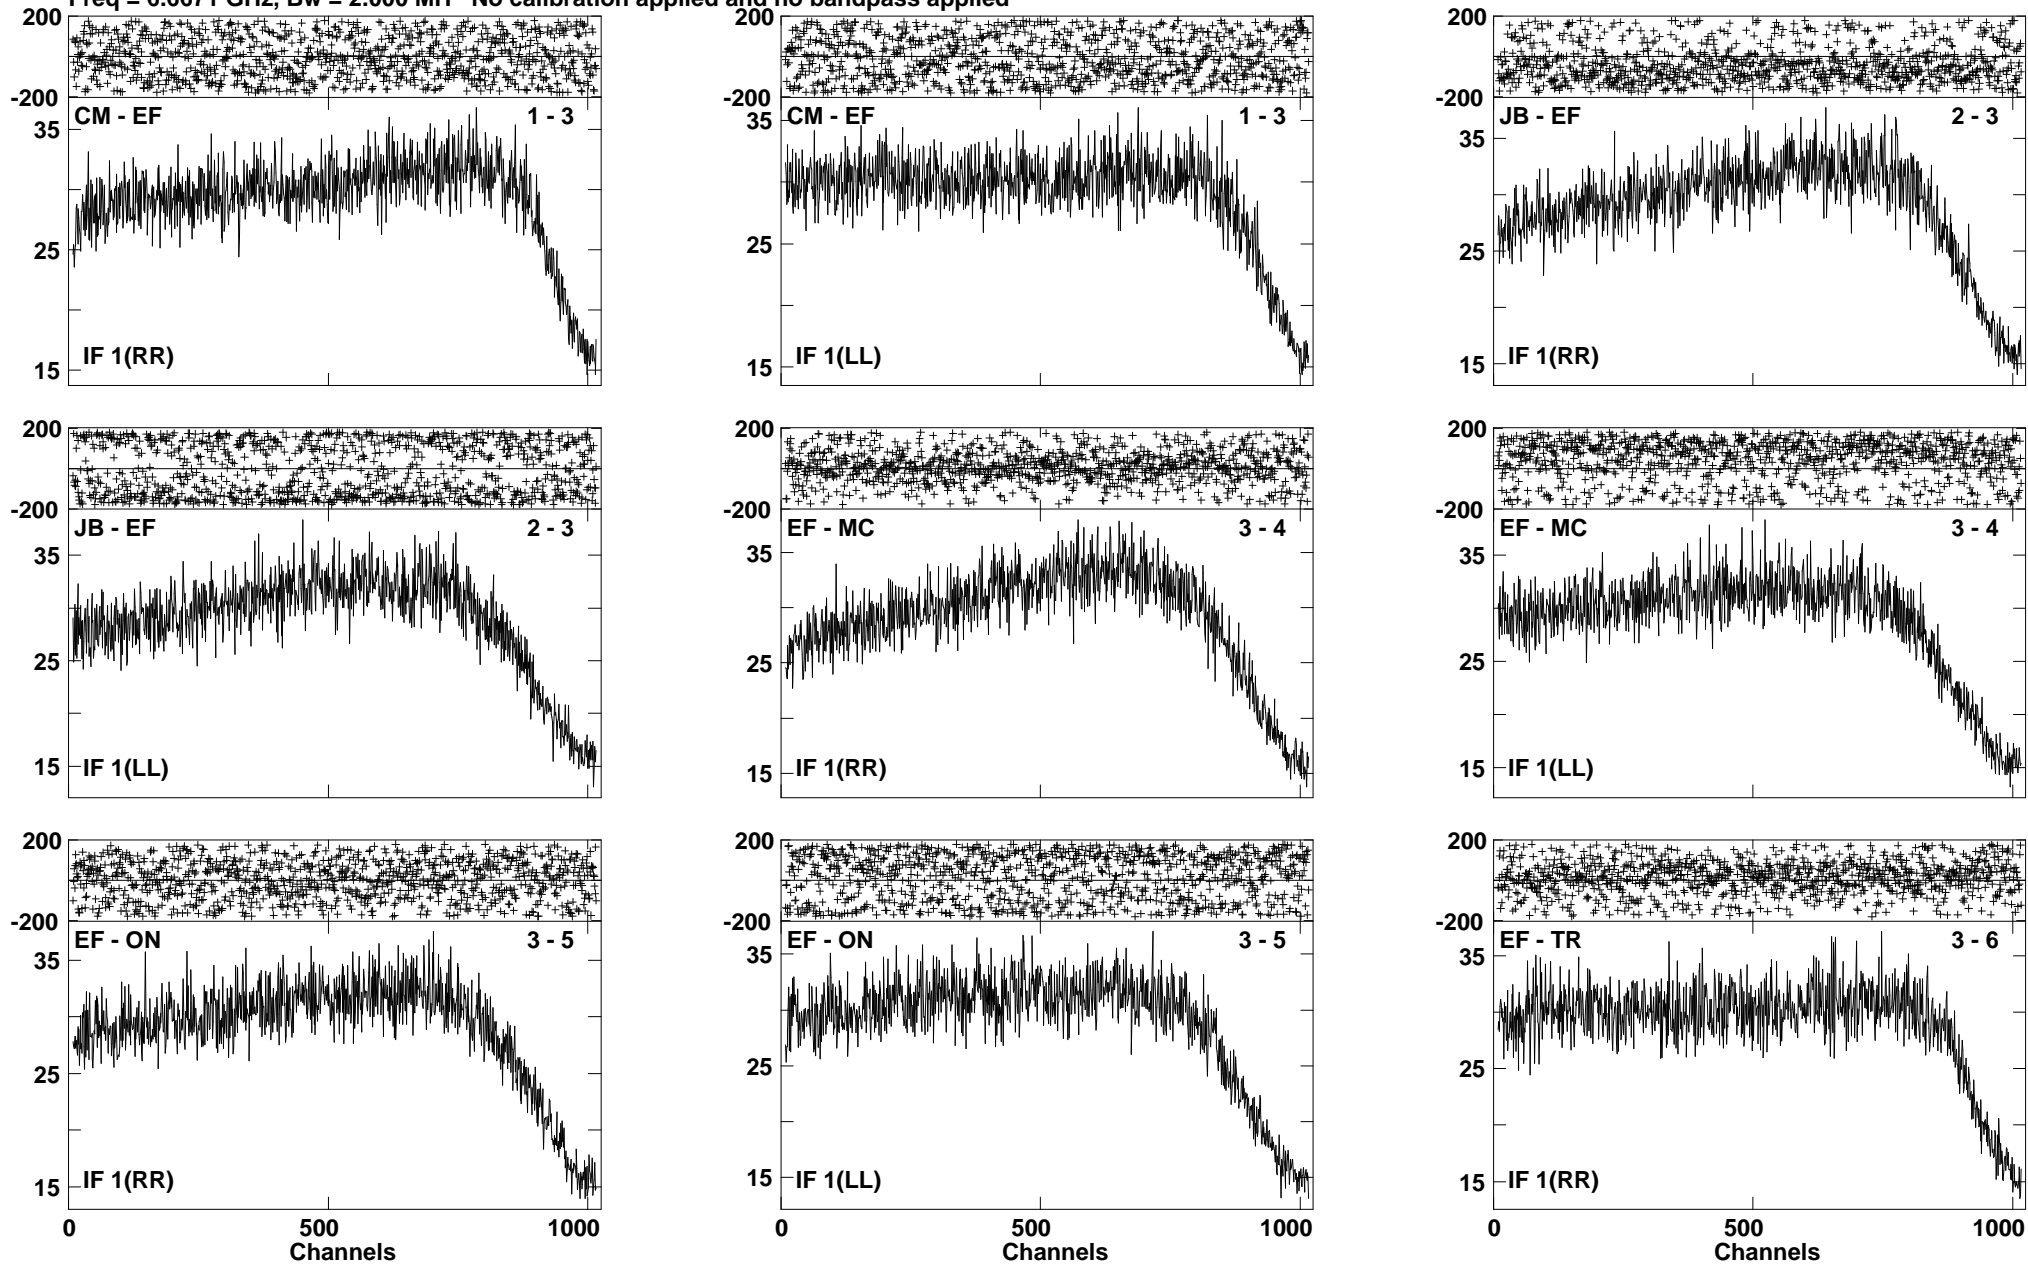 Freq = 6.6671 GHz, Bw = 2.000 MH No calibration applied and no bandpass applied
200
-200
CM - EF 1 - 3
35
25
15
IF 1(RR)
200
-200
CM - EF 1 - 3
35
25
15
IF 1(LL)
200
-200
JB - EF 2 - 3
35
25
15
IF 1(RR)
200
-200
JB - EF 2 - 3
35
25
15
IF 1(LL)
200
-200
EF - MC 3 - 4
35
25
15
IF 1(RR)
200
-200
EF - MC 3 - 4
35
25
15
IF 1(LL)
200
-200
EF - ON 3 - 5
35
25
15
IF 1(RR)
0 500 1000
Channels
200
-200
EF - ON 3 - 5
35
25
15
IF 1(LL)
0 500 1000
Channels
200
-200
EF - TR 3 - 6
35
25
15
IF 1(RR)
0 500 1000
Channels